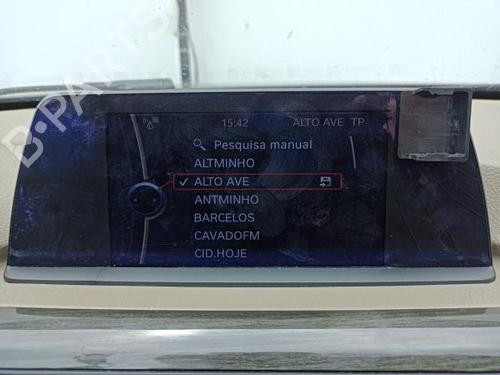 15:42
ALTO AVE TP
Pesquisa manual
ALTMINHO
ALTO AVE
ANTMINHO
BARCELOS
CAVADOFM
CID.HOJE
B-PARTS